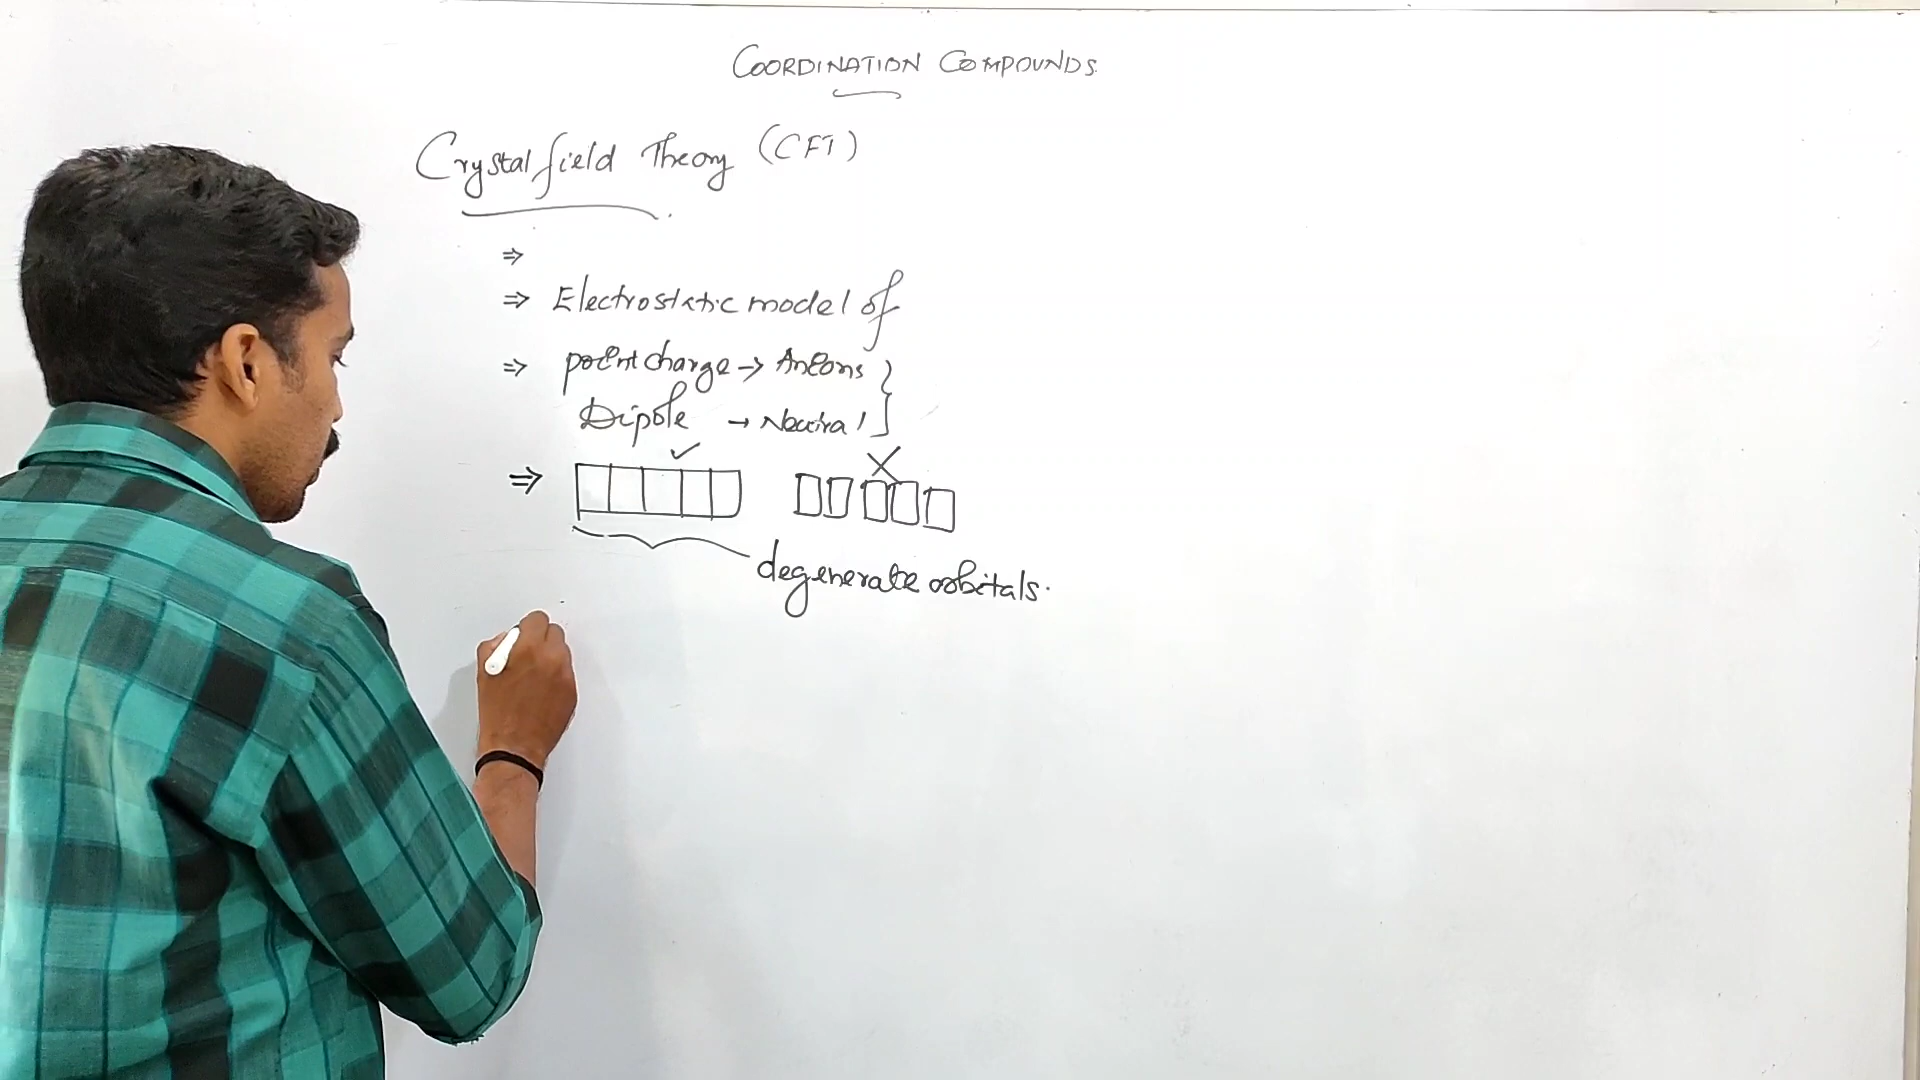 COORDINATION COMPOUNDS
Crystal field Theory (CFT)
⇒
⇒ Electrostatic model of
⇒ point charge → Anions }
Dipole → Neutral }
✓ ×
⇒
degenerate orbitals.